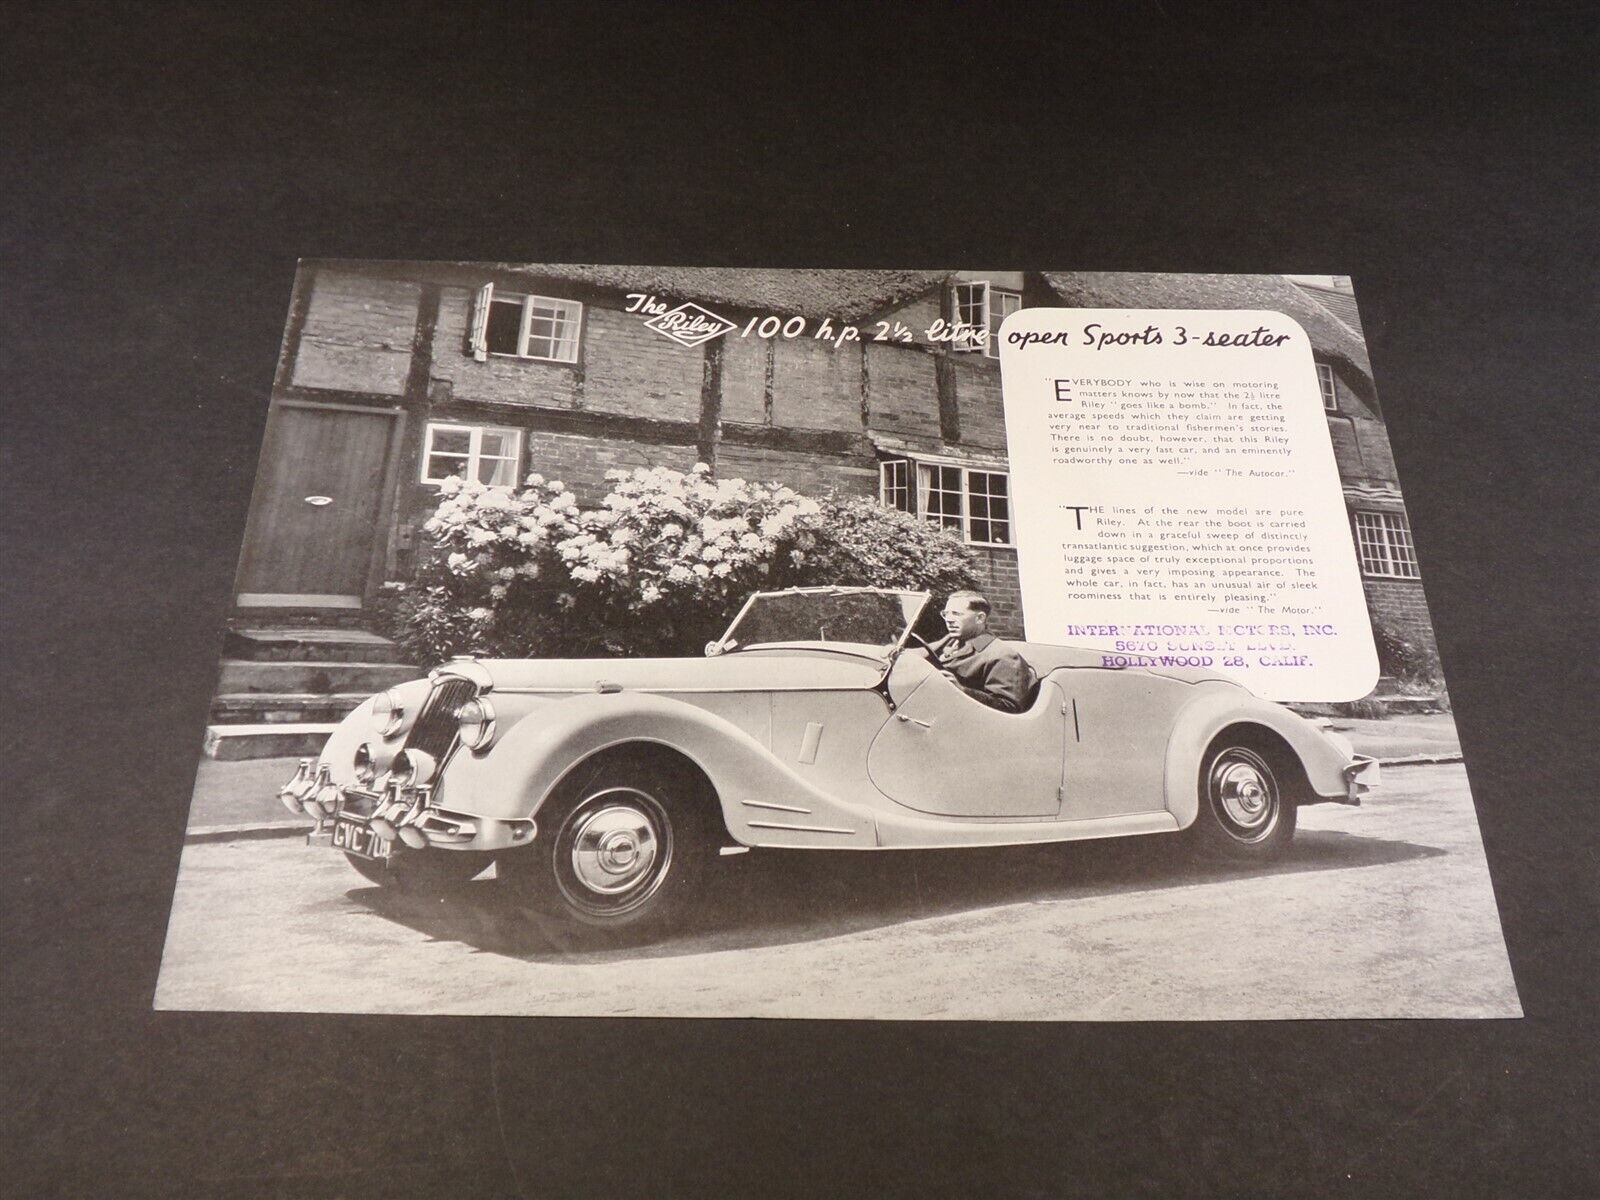 The Riley 100 h.p. 2½ litre open Sports 3-seater
"EVERYBODY who is wise on motoring
matters knows by now that the 2½ litre
Riley "goes like a bomb." In fact, the
average speeds which they claim are getting
very near to traditional fishermen's stories.
There is no doubt, however, that this Riley
is genuinely a very fast car, and an eminently
roadworthy one as well."
—vide "The Autocar."
"THE lines of the new model are pure
Riley. At the rear the boot is carried
down in a graceful sweep of distinctly
transatlantic suggestion, which at once provides
luggage space of truly exceptional proportions
and gives a very imposing appearance. The
whole car, in fact, has an unusual air of sleek
roominess that is entirely pleasing."
—vide "The Motor."
INTERNATIONAL MOTORS, INC.
5670 SUNSET BLVD.
HOLLYWOOD 28, CALIF.
GVC